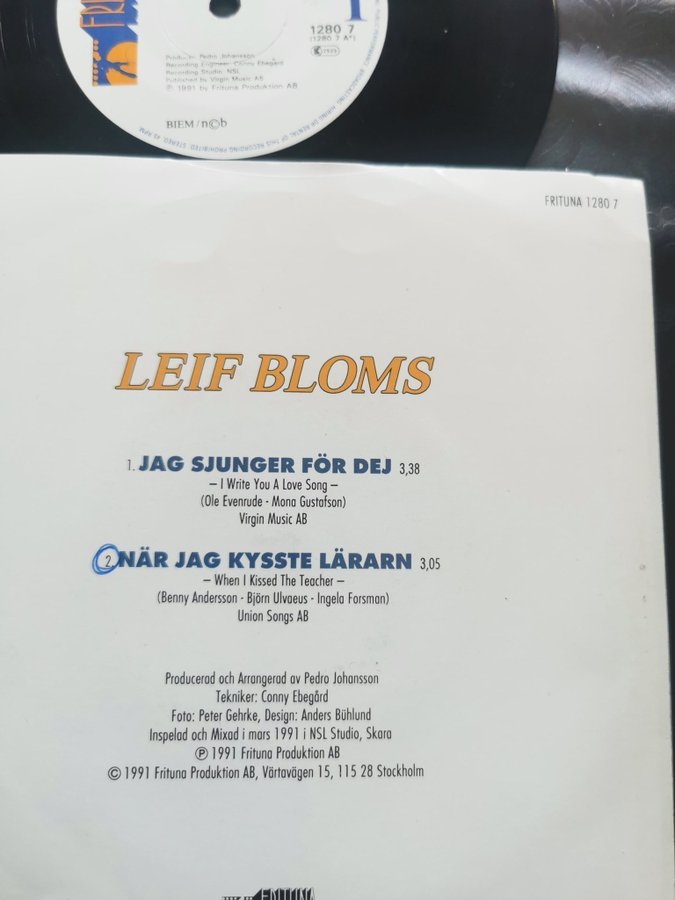 1280 7
(1280 7 A*)
Producer: Pedro Johansson
Recording Engineer: Conny Ebegård
Recording Studio: NSL
Published by Virgin Music AB
℗ 1991 by Frituna Produktion AB
BIEM/n©b
FRITUNA 1280 7
LEIF BLOMS
1. JAG SJUNGER FÖR DEJ 3,38
– I Write You A Love Song –
(Ole Evenrude - Mona Gustafson)
Virgin Music AB
2. NÄR JAG KYSSTE LÄRARN 3,05
– When I Kissed The Teacher –
(Benny Andersson - Björn Ulvaeus - Ingela Forsman)
Union Songs AB
Producerad och Arrangerad av Pedro Johansson
Tekniker: Conny Ebegård
Foto: Peter Gehrke, Design: Anders Bühlund
Inspelad och Mixad i mars 1991 i NSL Studio, Skara
℗ 1991 Frituna Produktion AB
© 1991 Frituna Produktion AB, Värtavägen 15, 115 28 Stockholm
FRITUNA